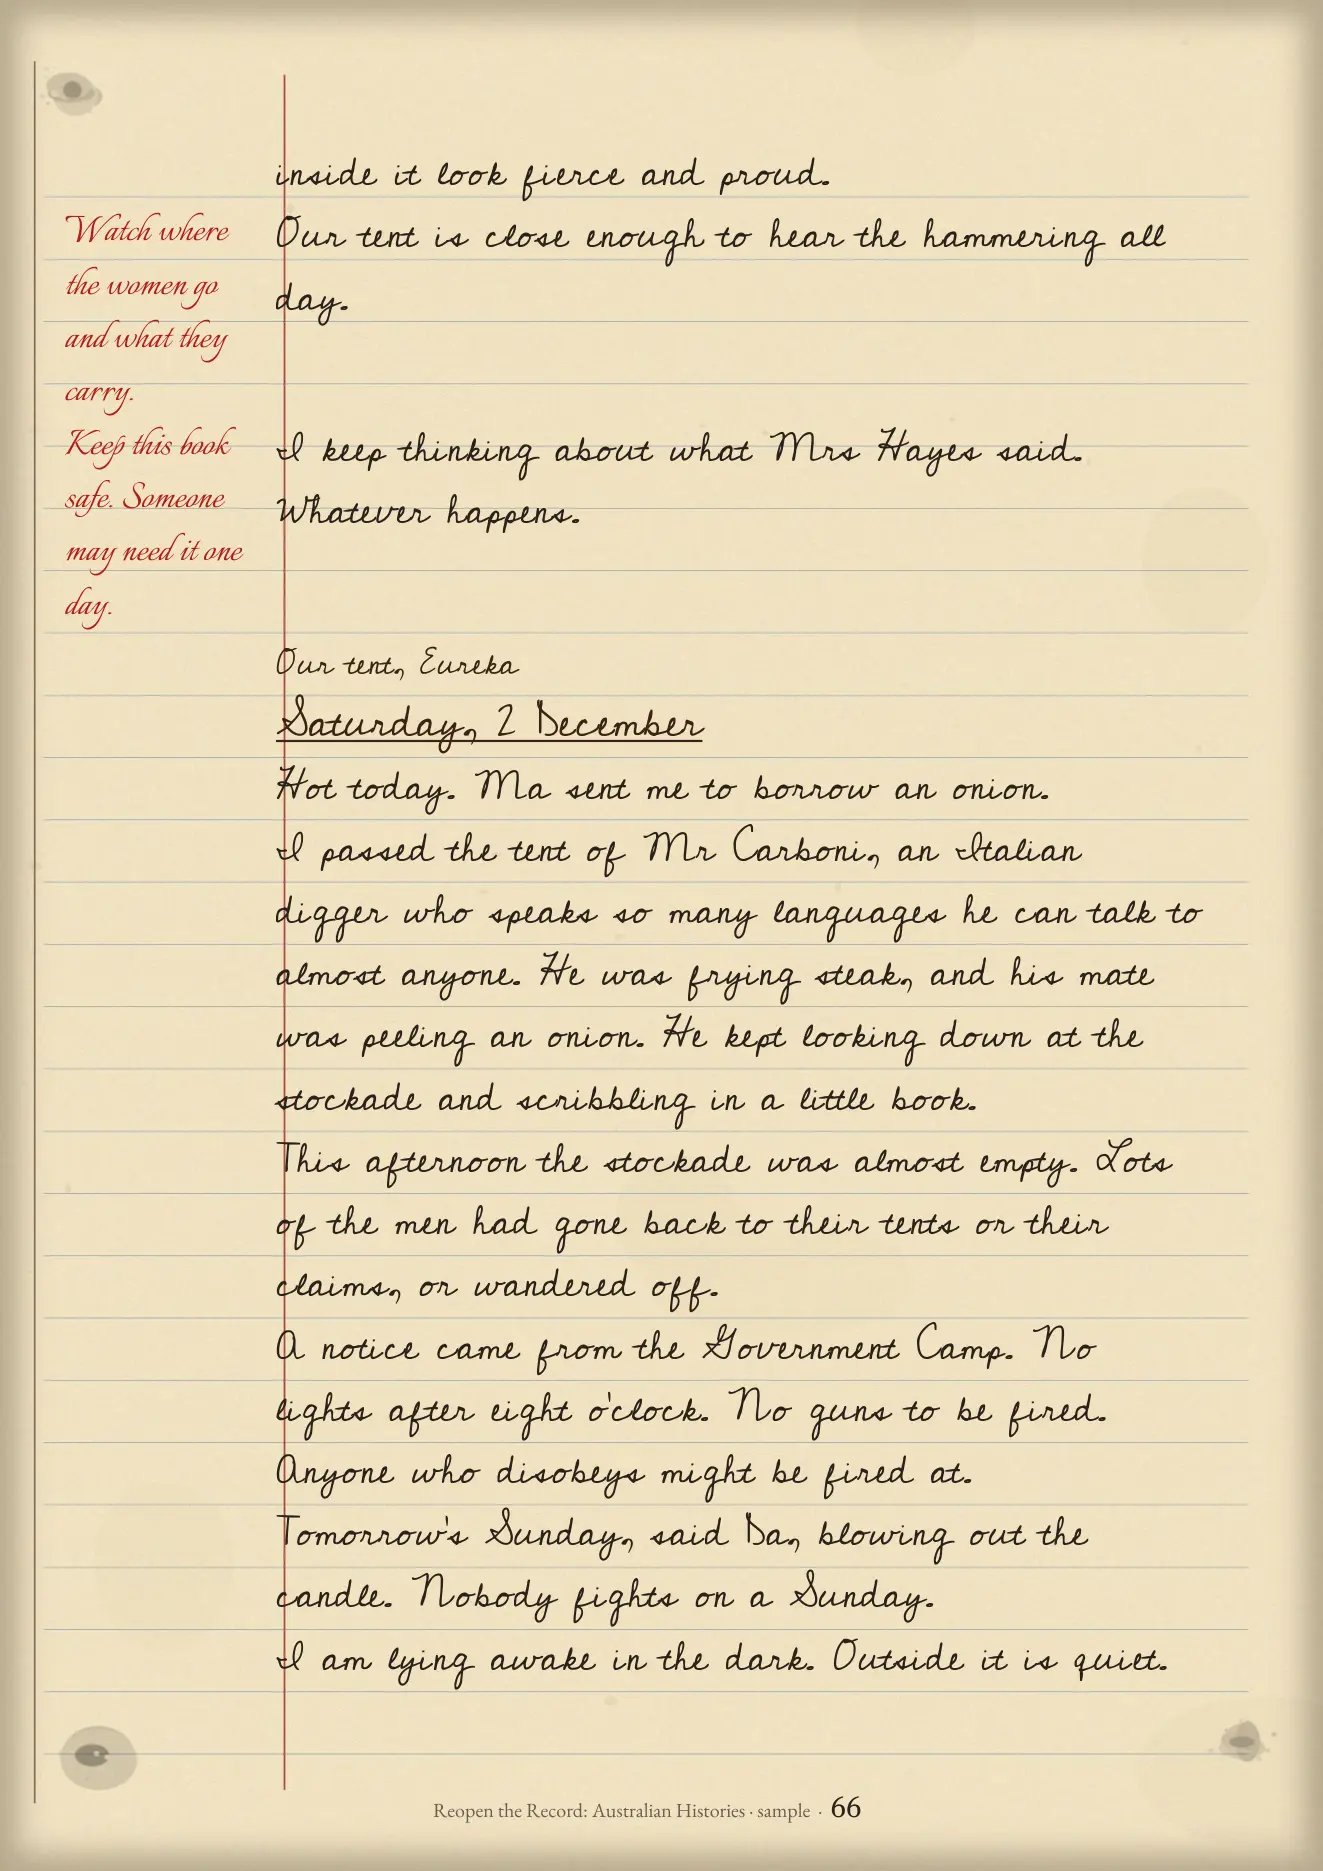 inside it look fierce and proud.
Watch where
the women go
and what they
carry.
Keep this book
safe. Someone
may need it one
day.
Our tent is close enough to hear the hammering all
day.
I keep thinking about what Mrs Hayes said.
Whatever happens.
Our tent, Eureka
Saturday, 2 December
Hot today. Ma sent me to borrow an onion.
I passed the tent of Mr Carboni, an Italian
digger who speaks so many languages he can talk to
almost anyone. He was frying steak, and his mate
was peeling an onion. He kept looking down at the
stockade and scribbling in a little book.
This afternoon the stockade was almost empty. Lots
of the men had gone back to their tents or their
claims, or wandered off.
A notice came from the Government Camp. No
lights after eight o'clock. No guns to be fired.
Anyone who disobeys might be fired at.
Tomorrow's Sunday, said Da, blowing out the
candle. Nobody fights on a Sunday.
I am lying awake in the dark. Outside it is quiet.
Reopen the Record: Australian Histories · sample · 66